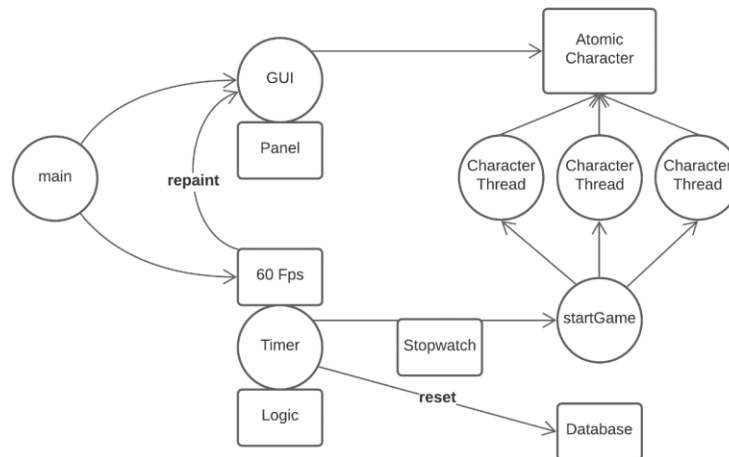 GUI
Atomic
Character
Panel
main
repaint
Character
Thread
Character
Thread
Character
Thread
60 Fps
startGame
Timer
Stopwatch
reset
Logic
Database